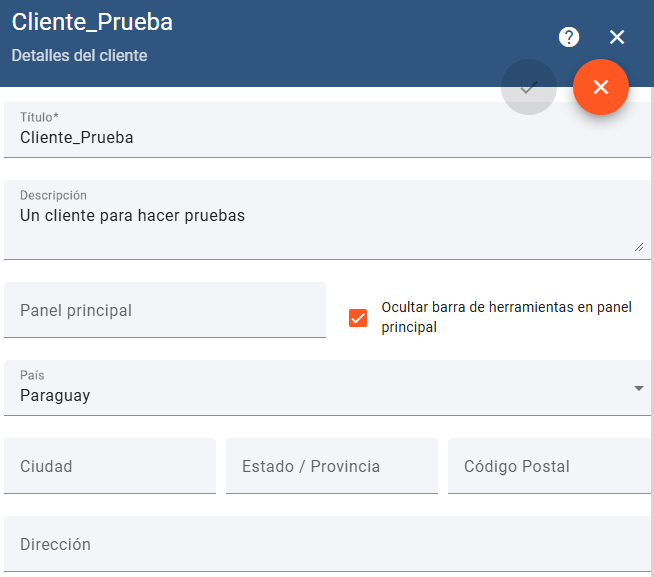 Cliente_Prueba
Detalles del cliente
Título*
Cliente_Prueba
Descripción
Un cliente para hacer pruebas
Panel principal
Ocultar barra de herramientas en panel
principal
País
Paraguay
Ciudad
Estado / Provincia
Código Postal
Dirección